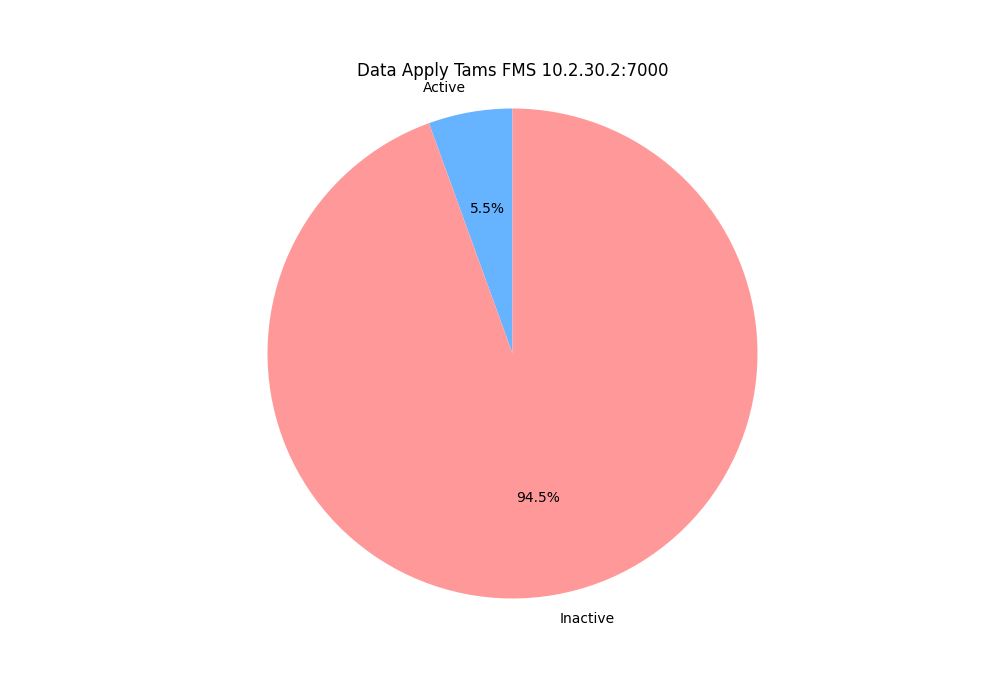 Data Apply Tams FMS 10.2.30.2:7000
Active
5.5%
94.5%
Inactive